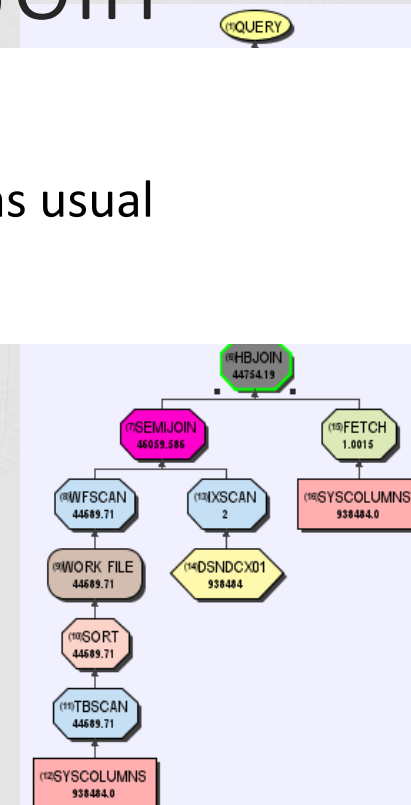 (1)QUERY
as usual
(6)HBJOIN
44754.19
(7)SEMIJOIN
46059.586
(15)FETCH
1.0015
(8)WFSCAN
44689.71
(13)IXSCAN
2
(16)SYSCOLUMNS
938484.0
(9)WORK FILE
44689.71
(14)DSNDCX01
938484
(10)SORT
44689.71
(11)TBSCAN
44689.71
(12)SYSCOLUMNS
938484.0